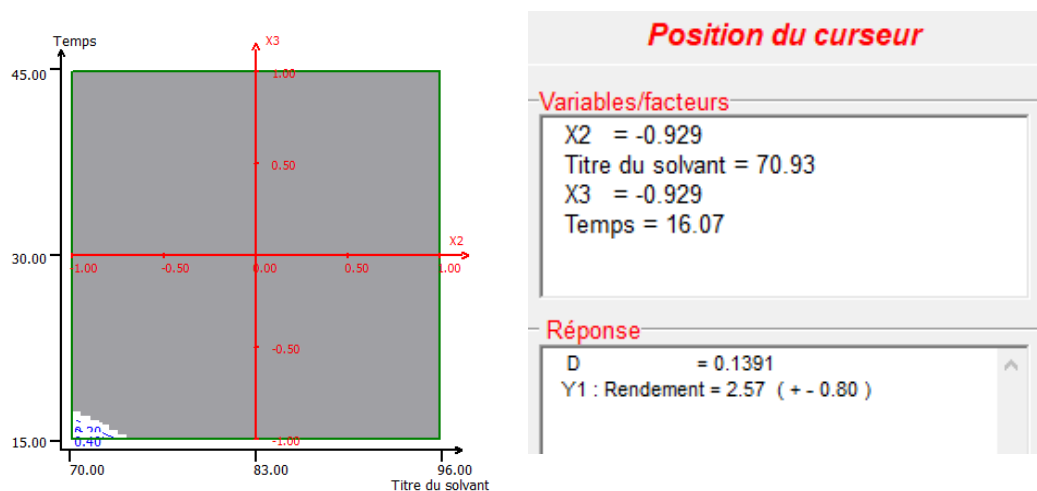 Temps
X3
45.00
1.00
0.50
X2
30.00
-1.00
-0.50
0.00
0.50
1.00
-0.50
0.20
0.40
15.00
-1.00
70.00
83.00
96.00
Titre du solvant
Position du curseur
Variables/facteurs
X2 = -0.929
Titre du solvant = 70.93
X3 = -0.929
Temps = 16.07
Réponse
D = 0.1391
Y1 : Rendement = 2.57 ( + - 0.80 )